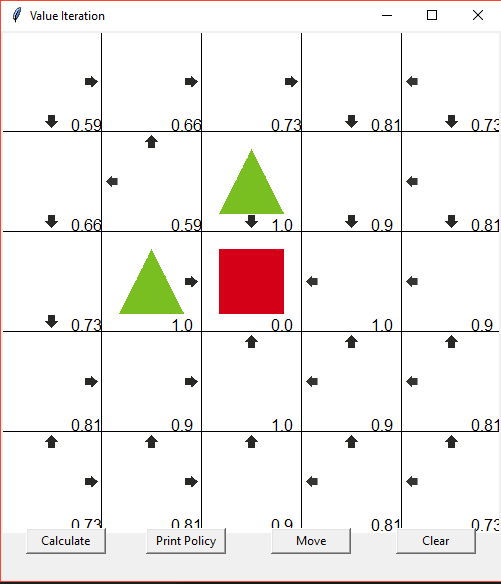 Value Iteration
0.59 0.66 0.73 0.81 0.73
0.66 0.59 1.0 0.9 0.81
0.73 1.0 0.0 1.0 0.9
0.81 0.9 1.0 0.9 0.81
0.73 0.81 0.9 0.81 0.73
Calculate Print Policy Move Clear